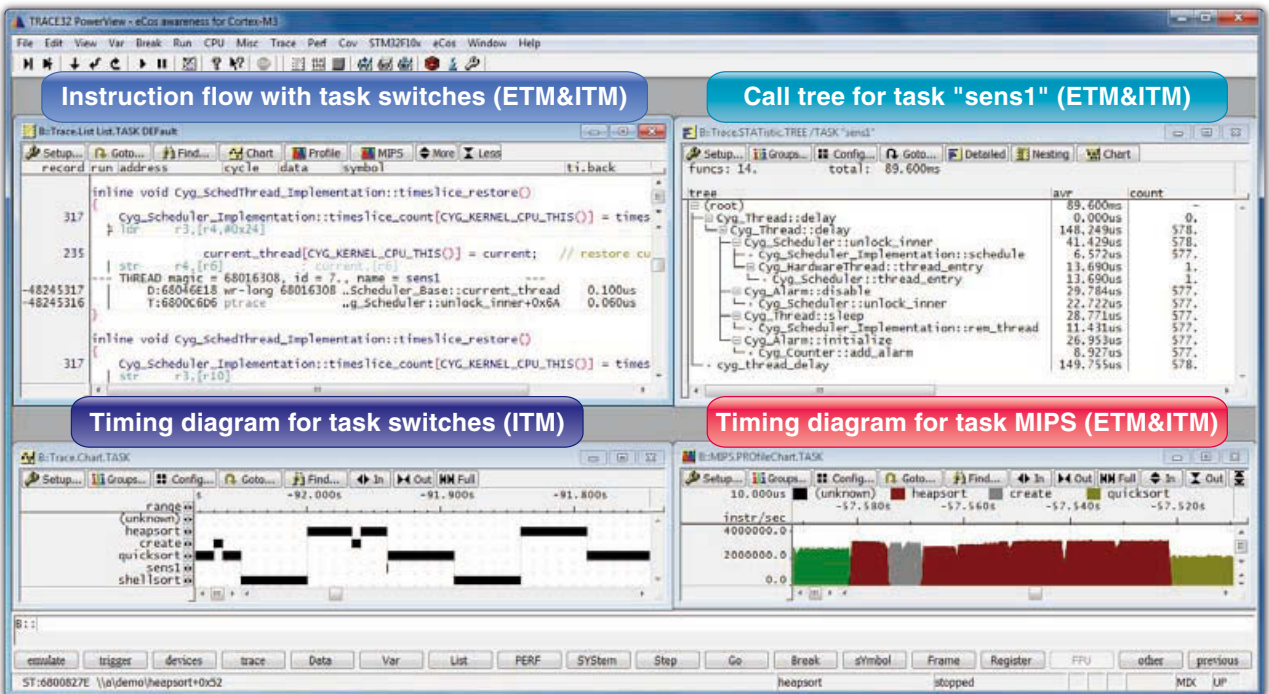 TRACE32 PowerView - eCos awareness for Cortex-M3
File Edit View Var Break Run CPU Misc Trace Perf Cov STM32F10x eCos Window Help
Instruction flow with task switches (ETM&ITM)
B::Trace.List List.TASK DEFault
Setup... Goto... Find... Chart Profile MIPS More Less
record run address cycle data symbol ti.back
inline void Cyg_SchedThread_Implementation::timeslice_restore()
{
317 Cyg_Scheduler_Implementation::timeslice_count[CYG_KERNEL_CPU_THIS()] = times
ldr r3,[r4,#0x24]
235 current_thread[CYG_KERNEL_CPU_THIS()] = current; // restore cu
str r4,[r6] ; current,[r6]
--- THREAD magic = 68016308, id = 7., name = sens1 ---
-48245317 D:68046E18 wr-long 68016308 ..Scheduler_Base::current_thread 0.100us
-48245316 T:6800C6D6 ptrace ..g_Scheduler::unlock_inner+0x6A 0.060us
}
inline void Cyg_SchedThread_Implementation::timeslice_restore()
{
317 Cyg_Scheduler_Implementation::timeslice_count[CYG_KERNEL_CPU_THIS()] = times
str r3,[r10]
Call tree for task "sens1" (ETM&ITM)
B::Trace.STATistic.TREE /TASK "sens1"
Setup... Groups... Config... Goto... Detailed Nesting Chart
funcs: 14. total: 89.600ms
tree avr count
(root) 89.600ms -
Cyg_Thread::delay 0.000us 0.
Cyg_Thread::delay 148.249us 578.
Cyg_Scheduler::unlock_inner 41.429us 578.
Cyg_Scheduler_Implementation::schedule 6.572us 578.
Cyg_HardwareThread::thread_entry 13.690us 1.
Cyg_Scheduler::thread_entry 13.690us 1.
Cyg_Alarm::disable 29.784us 577.
Cyg_Scheduler::unlock_inner 22.722us 577.
Cyg_Thread::sleep 28.771us 577.
Cyg_Scheduler_Implementation::rem_thread 11.431us 577.
Cyg_Alarm::initialize 26.953us 577.
Cyg_Counter::add_alarm 8.927us 577.
cyg_thread_delay 149.755us 578.
Timing diagram for task switches (ITM)
B::Trace.Chart.TASK
Setup... Groups... Config... Goto... Find... In Out Full
s -92.000s -91.900s -91.800s
range
(unknown)
heapsort
create
quicksort
sens1
shellsort
Timing diagram for task MIPS (ETM&ITM)
B::MIPS.PROfileChart.TASK
Setup... Groups... Config... Goto... Find... In Out Full In Out
10.000us (unknown) heapsort create quicksort
-57.580s -57.560s -57.540s -57.520s
instr/sec
4000000.0
2000000.0
0.0
B::
emulate trigger devices trace Data Var List PERF SYStem Step Go Break sYmbol Frame Register FPU other previous
ST:6800827E \\a\demo\heapsort+0x52 heapsort stopped MIX UP